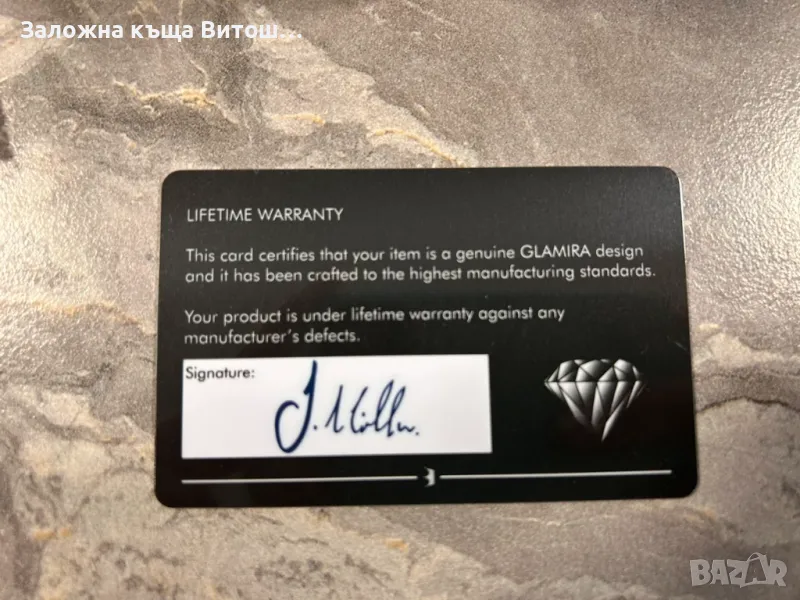 Заложна къща Витош...
LIFETIME WARRANTY
This card certifies that your item is a genuine GLAMIRA design
and it has been crafted to the highest manufacturing standards.
Your product is under lifetime warranty against any
manufacturer's defects.
Signature:
BAZAR